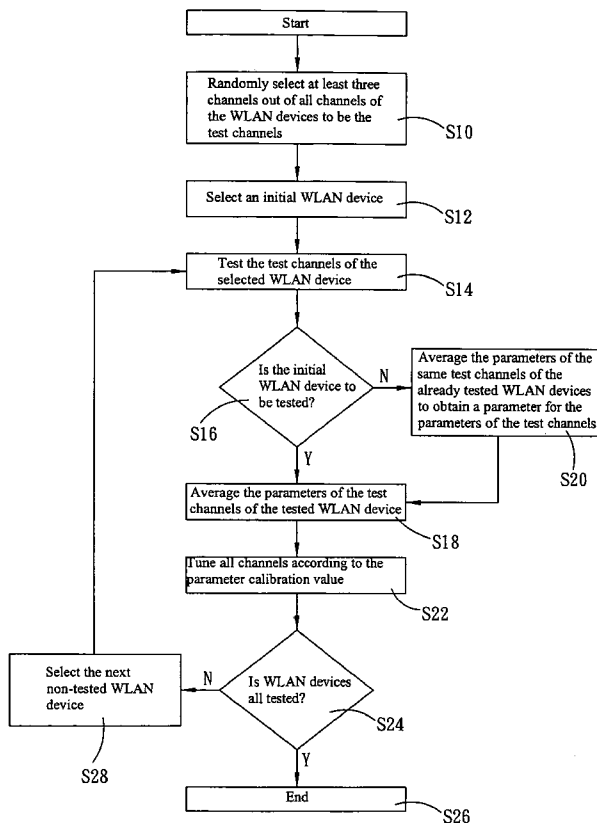 Start
Randomly select at least three
channels out of all channels of
the WLAN devices to be the
test channels
S10
Select an initial WLAN device
S12
Test the test channels of the
selected WLAN device
S14
Is the initial
WLAN device to
be tested?
S16
N
Y
Average the parameters of the
same test channels of the
already tested WLAN devices
to obtain a parameter for the
parameters of the test channels
S20
Average the parameters of the test
channels of the tested WLAN device
S18
Tune all channels according to the
parameter calibration value
S22
Is WLAN devices
all tested?
S24
N
Y
Select the next
non-tested WLAN
device
S28
End
S26